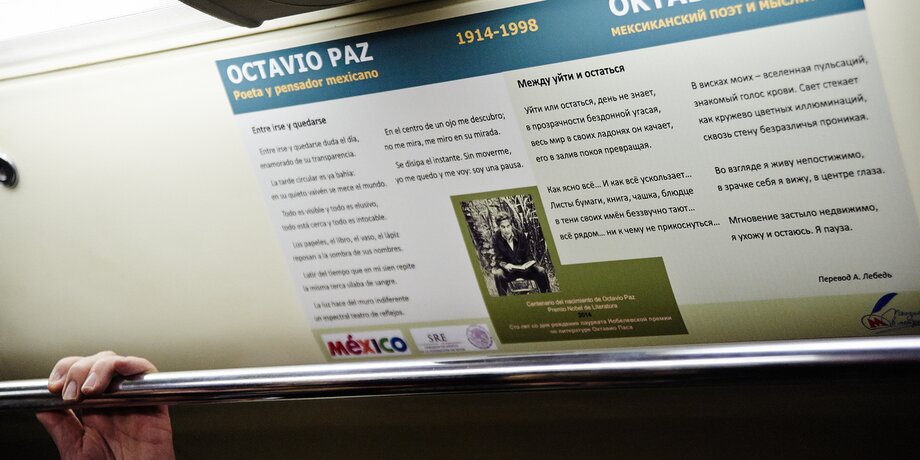 OCTAVIO PAZ
Poeta y pensador mexicano
1914-1998
МЕКСИКАНСКИЙ ПОЭТ И
Entre irse y quedarse
Entre irse y quedarse duda el día,
enamorado de su transparencia.
La tarde circular es ya bahía:
en su quieto vaivén se mece el mundo.
Todo es visible y todo es elusivo,
todo está cerca y todo es intocable.
Los papeles, el libro, el vaso, el lápiz
reposan a la sombra de sus nombres.
Latir del tiempo que en mi sien repite
la misma terca sílaba de sangre.
La luz hace del muro indiferente
un espectral teatro de reflejos.
En el centro de un ojo me descubro;
no me mira, me miro en su mirada.
Se disipa el instante. Sin moverme,
yo me quedo y me voy: soy una pausa.
Между уйти и остаться
Уйти или остаться, день не знает,
в прозрачности бездонной угасая,
весь мир в своих ладонях он качает,
его в залив покоя превращая.
Как ясно всё... И как всё ускользает...
Листы бумаги, книга, чашка, блюдце
в тени своих имён беззвучно тают...
всё рядом... ни к чему не прикоснуться...
В висках моих – вселенная пульсаций,
знакомый голос крови. Свет стекает
как кружево цветных иллюминаций,
сквозь стену безразличья проникая.
Во взгляде я живу непостижимо,
в зрачке себя я вижу, в центре глаза.
Мгновение застыло недвижимо,
я ухожу и остаюсь. Я пауза.
Перевод А. Лебедь
Centenario del nacimiento de Octavio Paz
Premio Nobel de Literatura
2014
Сто лет со дня рождения лауреата Нобелевской премии
по литературе Октавио Паса
MÉXICO
SRE